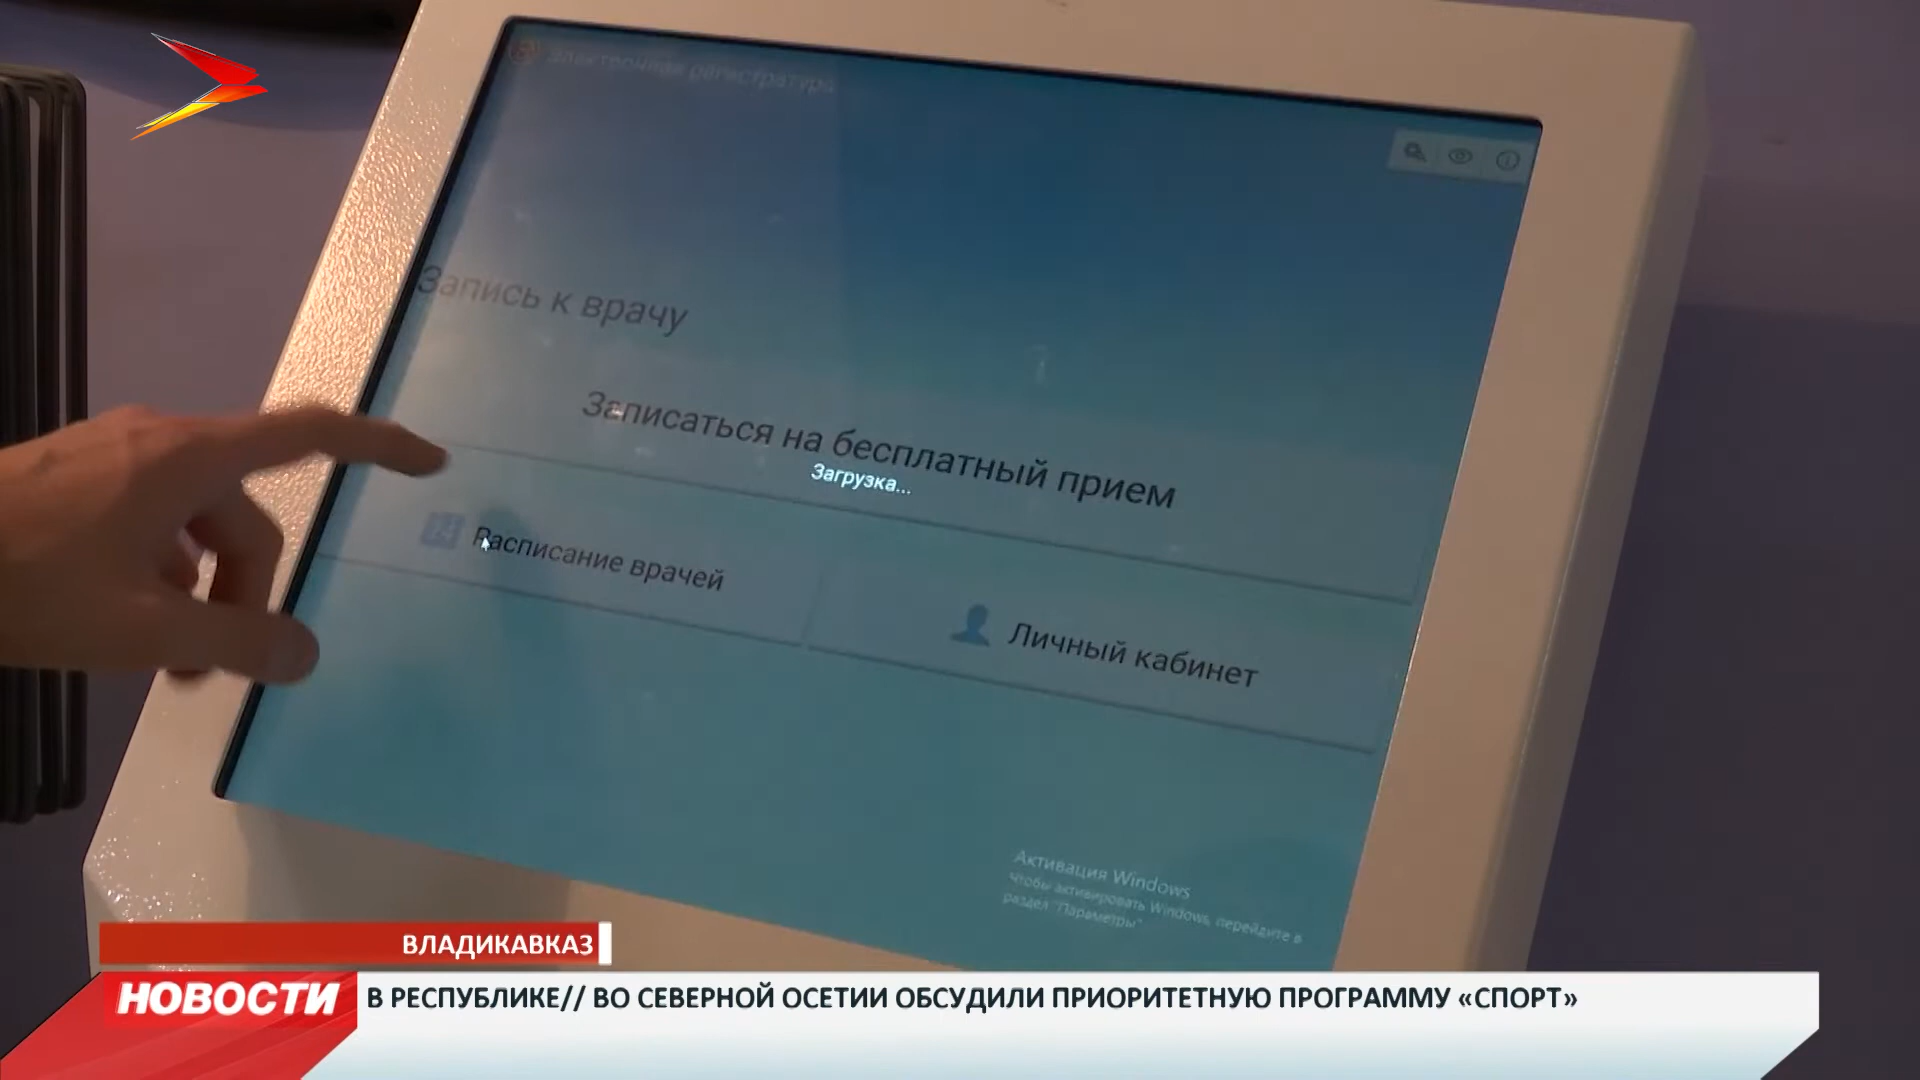 Электронная регистратура
Запись к врачу
Записаться на бесплатный прием
Загрузка...
Расписание врачей
Личный кабинет
Активация Windows
Чтобы активировать Windows, перейдите в
раздел "Параметры"
ВЛАДИКАВКАЗ
НОВОСТИ
В РЕСПУБЛИКЕ// ВО СЕВЕРНОЙ ОСЕТИИ ОБСУДИЛИ ПРИОРИТЕТНУЮ ПРОГРАММУ «СПОРТ»